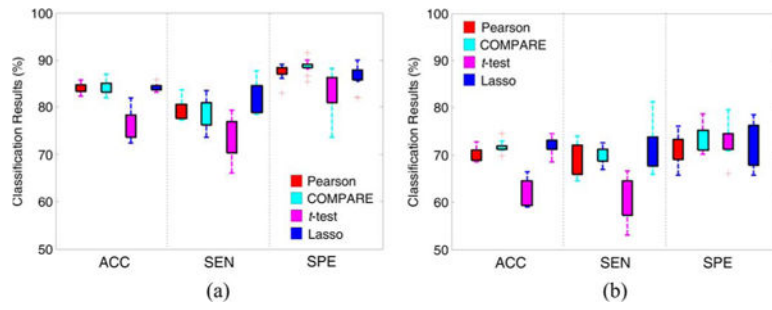 100
90
80
70
60
50
Classification Results (%)
Pearson
COMPARE
t-test
Lasso
ACC
SEN
SPE
(a)
100
90
80
70
60
50
Classification Results (%)
Pearson
COMPARE
t-test
Lasso
ACC
SEN
SPE
(b)